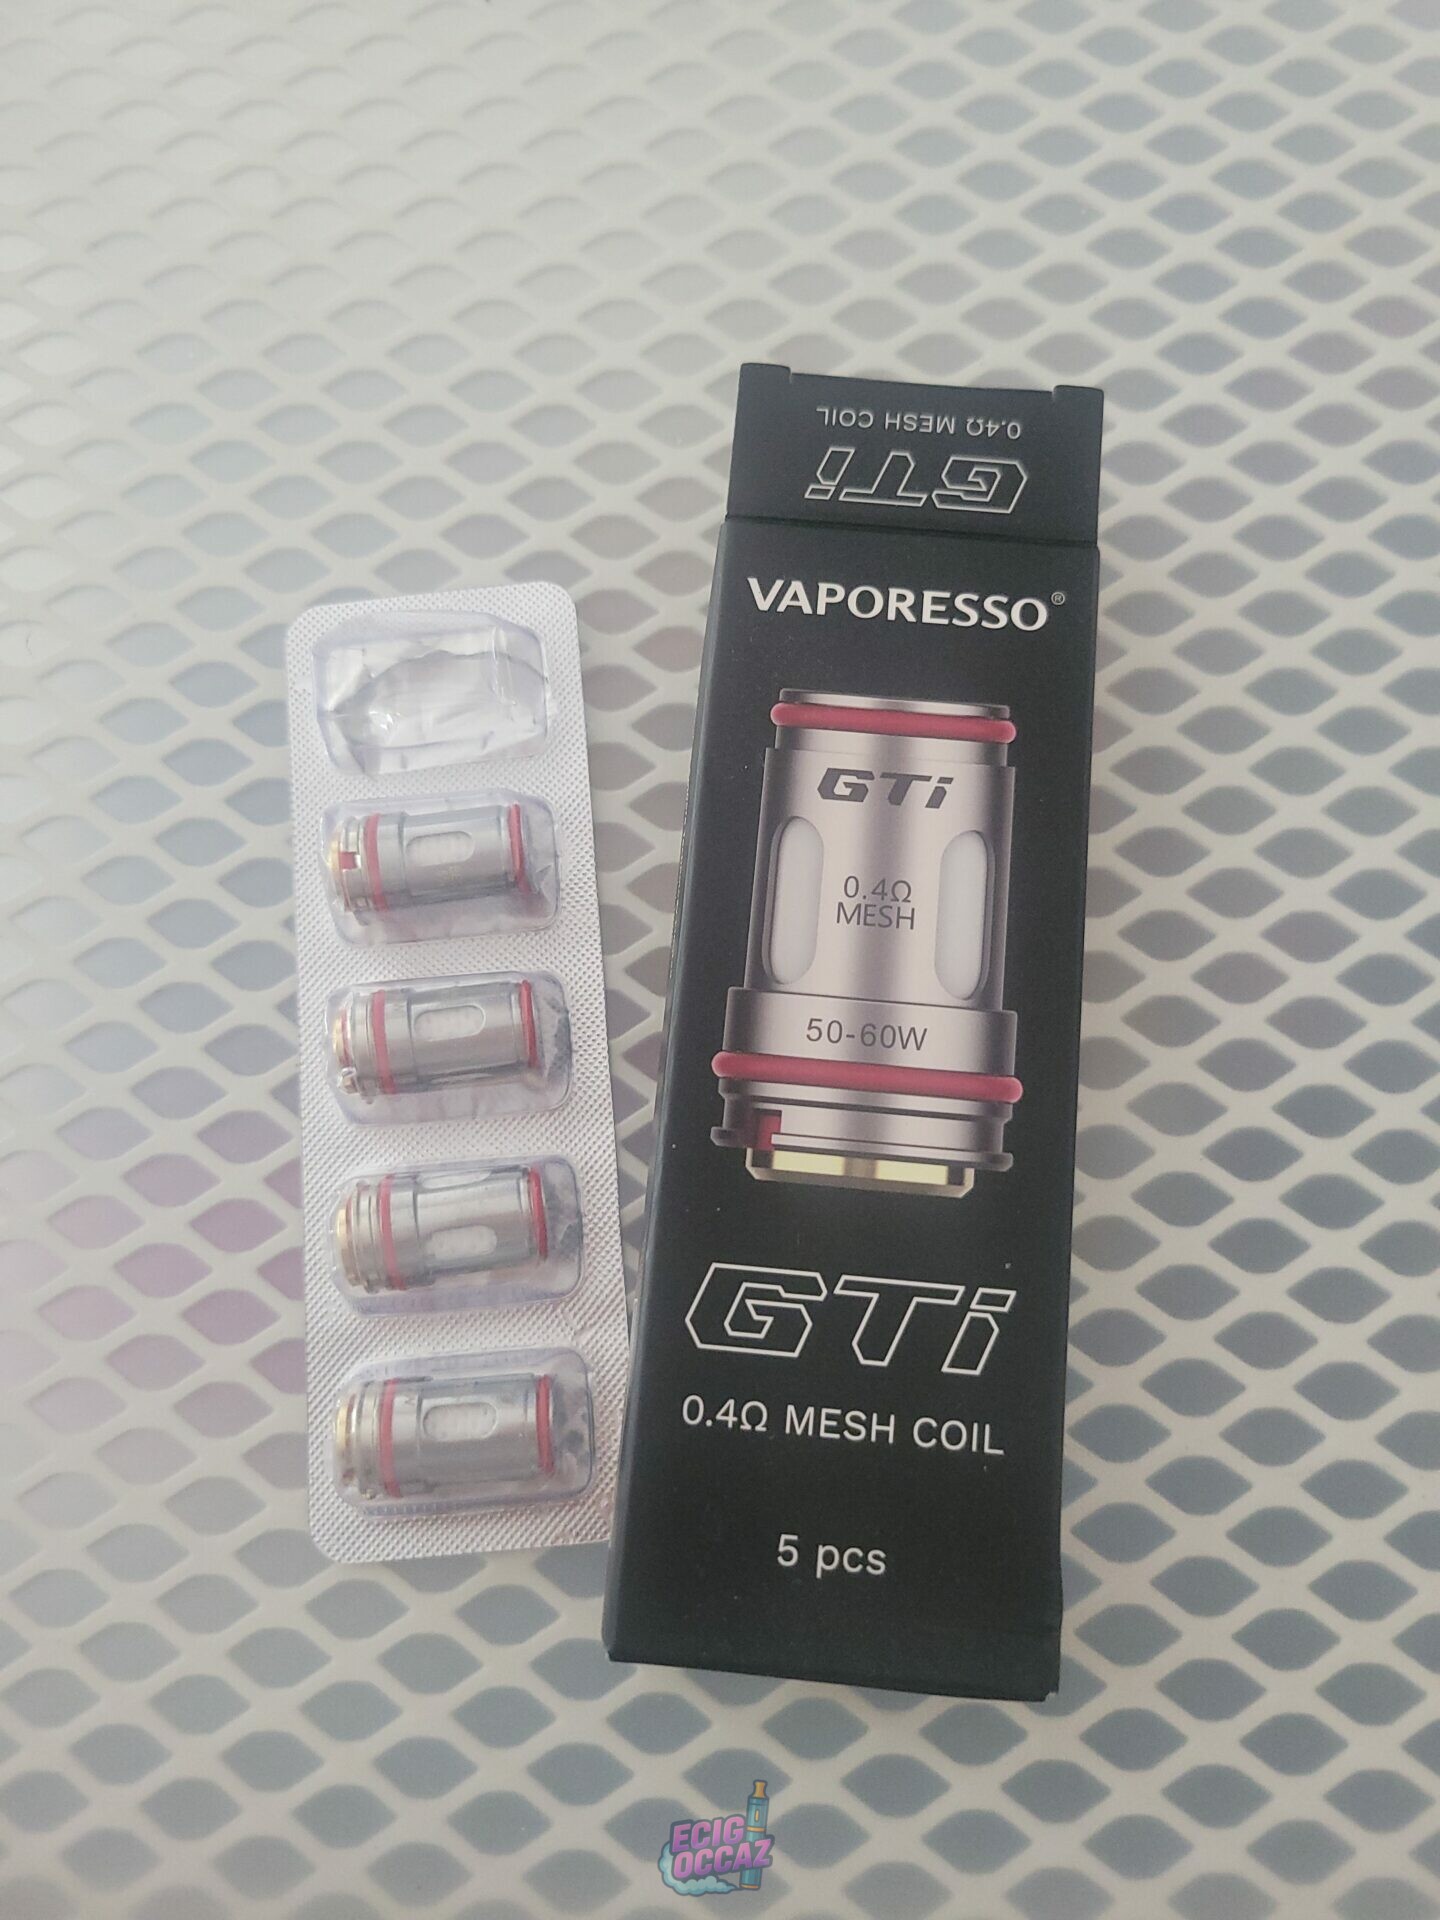 0.4Ω MESH COIL
GTi
VAPORESSO®
GTi
0.4Ω
MESH
50-60W
GTi
0.4Ω MESH COIL
5 pcs
ECIG
OCCAZ